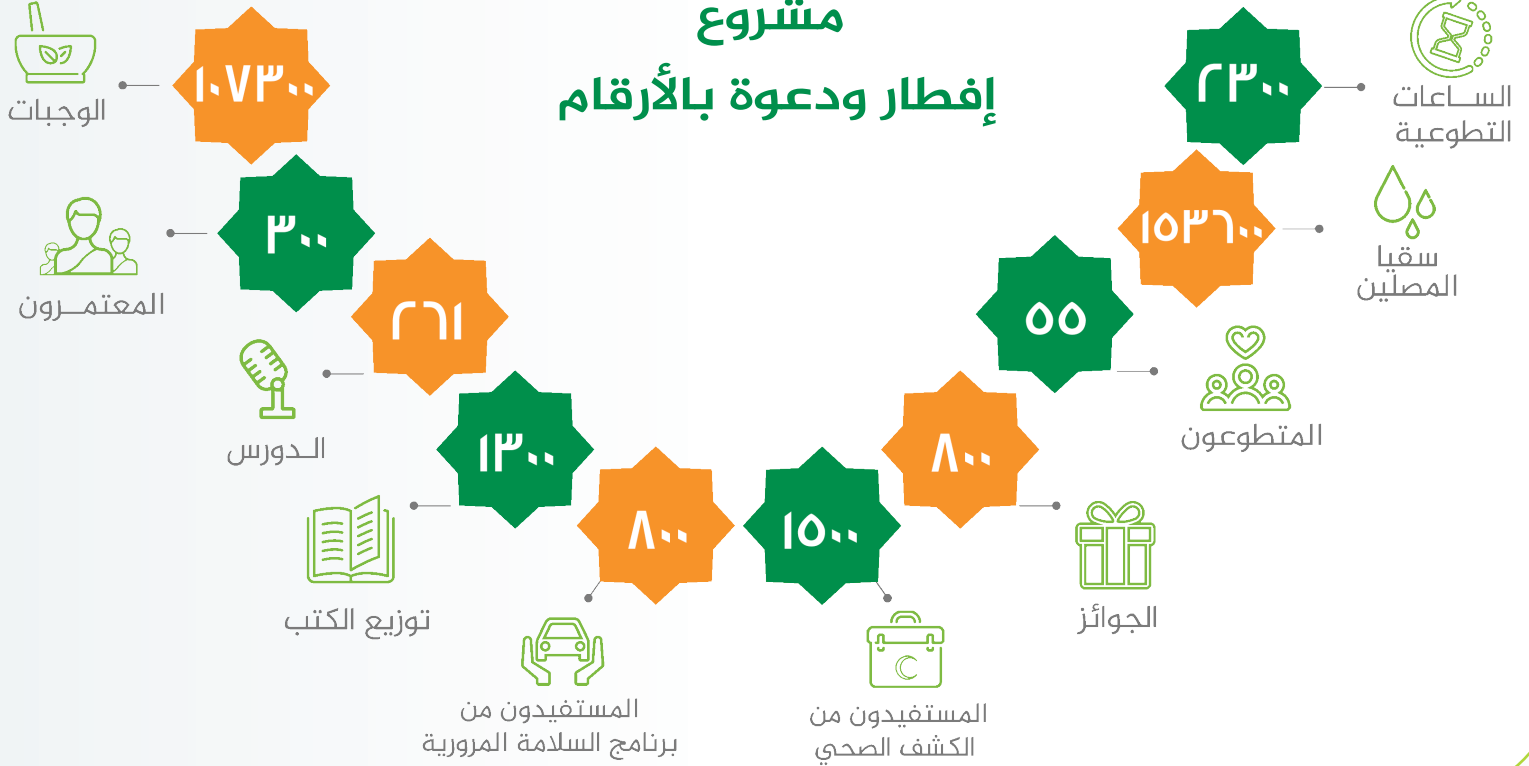 مشروع
إفطار ودعوة بالأرقام
٢٣٠٠
الساعات
التطوعية
١٥٣٦٠٠
سقيا
المصلين
٥٥
المتطوعون
٨٠٠
الجوائز
١٥٠٠
المستفيدون من
الكشف الصحي
٨٠٠
المستفيدون من
برنامج السلامة المرورية
١٣٠٠
توزيع الكتب
٢٦١
الدورس
٣٠٠
المعتمرون
١٠٧٣٠٠
الوجبات